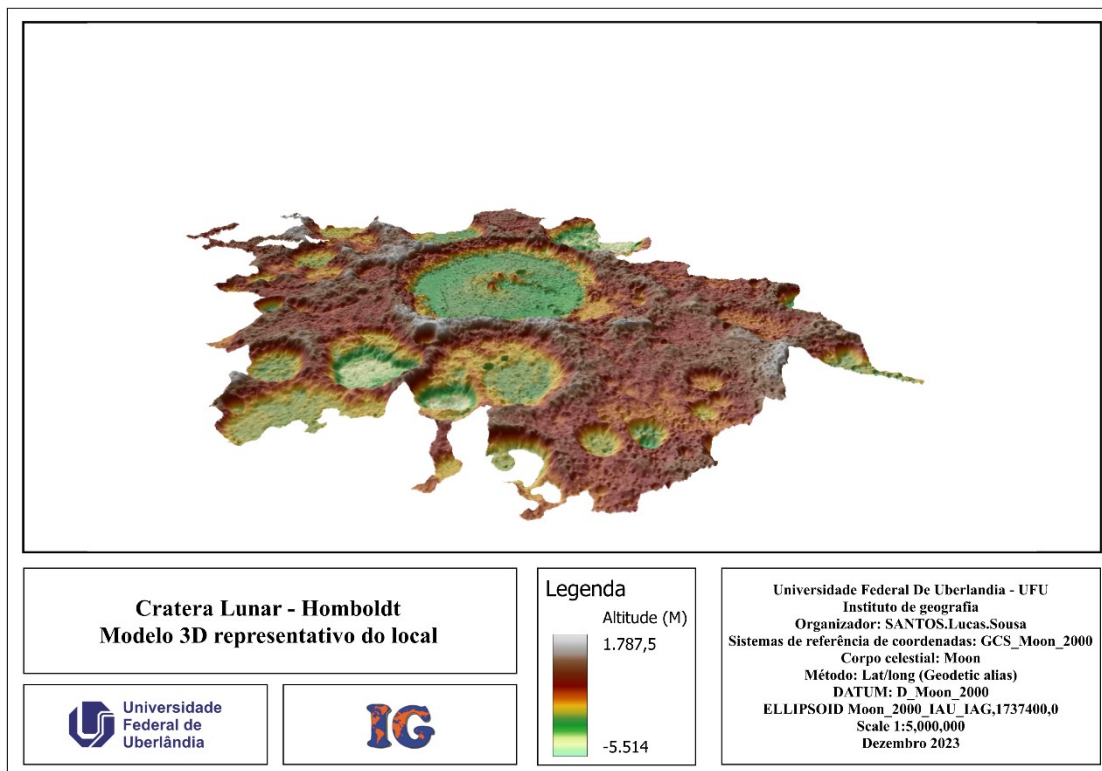 Cratera Lunar - Homboldt
Modelo 3D representativo do local
Universidade
Federal de
Uberlândia
IG
Legenda
Altitude (M)
1.787,5
-5.514
Universidade Federal De Uberlandia - UFU
Instituto de geografia
Organizador: SANTOS.Lucas.Sousa
Sistemas de referência de coordenadas: GCS_Moon_2000
Corpo celestial: Moon
Método: Lat/long (Geodetic alias)
DATUM: D_Moon_2000
ELLIPSOID Moon_2000_IAU_IAG,1737400,0
Scale 1:5,000,000
Dezembro 2023